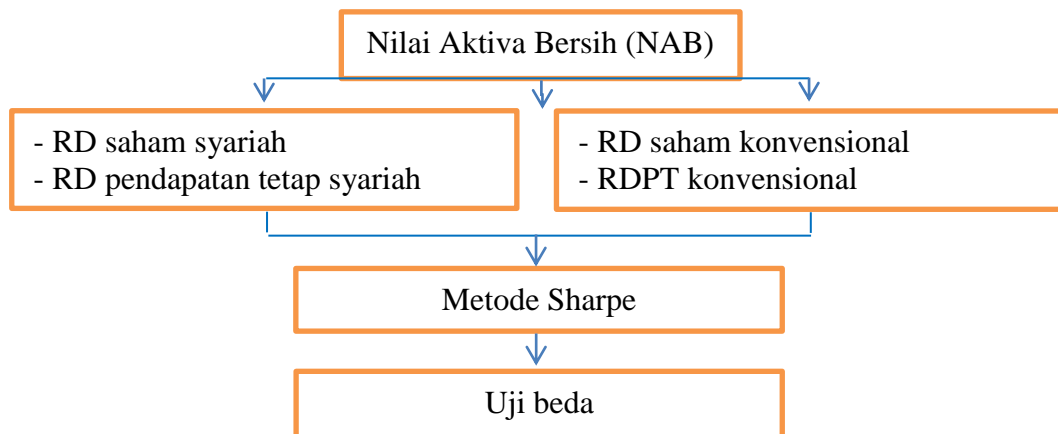 Nilai Aktiva Bersih (NAB)
- RD saham syariah
- RD pendapatan tetap syariah
- RD saham konvensional
- RDPT konvensional
Metode Sharpe
Uji beda